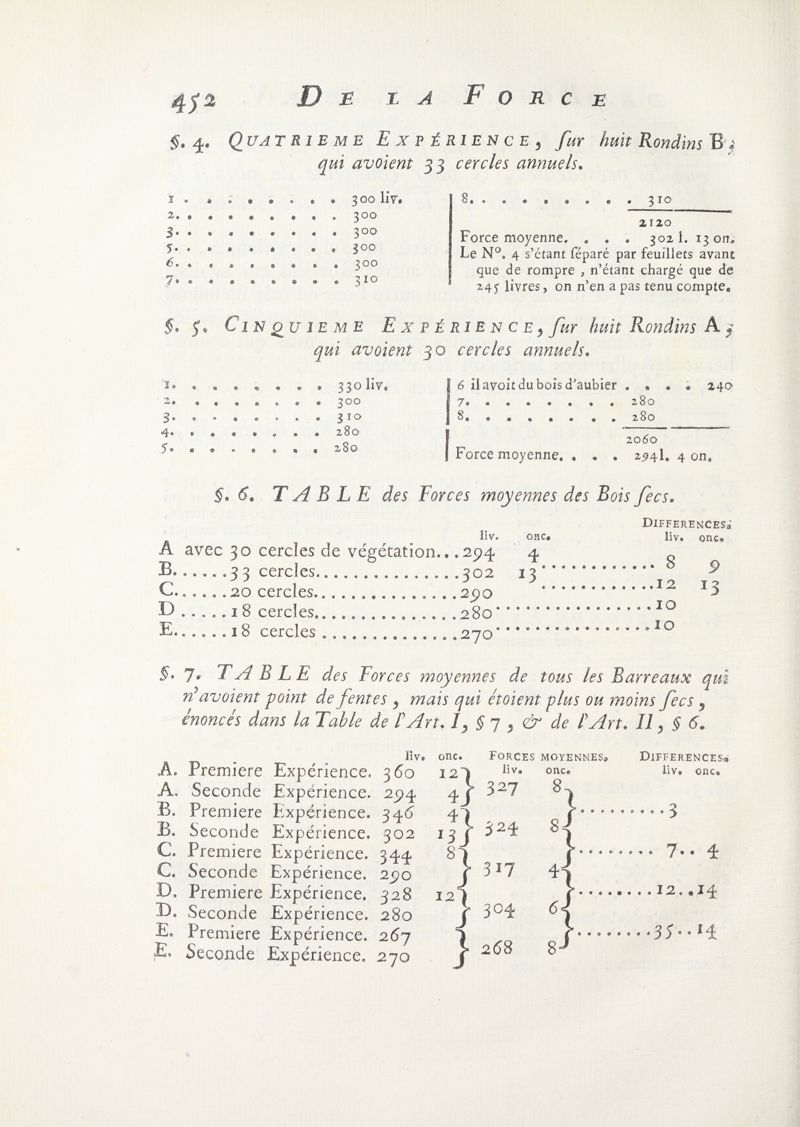 452 DE LA FORCE
§. 4. QUATRIEME EXPÉRIENCE, ſur huit Rondins B;
qui avoient 33 cercles annuels.
1 . . . . . . . . 300 liv.
2. . . . . . . . . 300
3. . . . . . . . . 300
5. . . . . . . . . 300
6. . . . . . . . . 300
7. . . . . . . . . 310
8. . . . . . . . . 310
2120
Force moyenne. . . . 302 l. 13 on.
Le N°. 4 s'étant ſéparé par feuillets avant
que de rompre, n'étant chargé que de
245 livres, on n'en a pas tenu compte.
§. 5. CINQUIEME EXPÉRIENCE, ſur huit Rondins A;
qui avoient 30 cercles annuels.
1. . . . . . . . 330 liv.
2. . . . . . . . 300
3. . . . . . . . 310
4. . . . . . . . 280
5. . . . . . . . 280
6 il avoit du bois d'aubier . . . . 240
7. . . . . . . . 280
8. . . . . . . . 280
2060
Force moyenne. . . . 294 l. 4 on.
§. 6. TABLE des Forces moyennes des Bois ſecs.
DIFFERENCES.
liv. onc. liv. onc.
A avec 30 cercles de végétation...294 4
B......33 cercles................302 13 ............ 8 9
C......20 cercles................290 ............12 13
D .....18 cercles................280 ................10
E......18 cercles ...............270 ................10
§. 7. TABLE des Forces moyennes de tous les Barreaux qui
n'avoient point de fentes, mais qui étoient plus ou moins ſecs,
énoncés dans la Table de l'Art. I, § 7, & de l'Art. II, § 6.
liv. onc. FORCES MOYENNES. DIFFERENCES.
liv. onc. liv. onc.
A. Premiere Expérience. 360 12
A. Seconde Expérience. 294 4 } 327 8
B. Premiere Expérience. 346 4 } .........3
B. Seconde Expérience. 302 13 } 324 8
C. Premiere Expérience. 344 8 } ........ 7.. 4
C. Seconde Expérience. 290 } 317 4
D. Premiere Expérience. 328 12 } ........12..14
D. Seconde Expérience. 280 } 304 6
E. Premiere Expérience. 267 } ........35..14
E. Seconde Expérience. 270 } 268 8